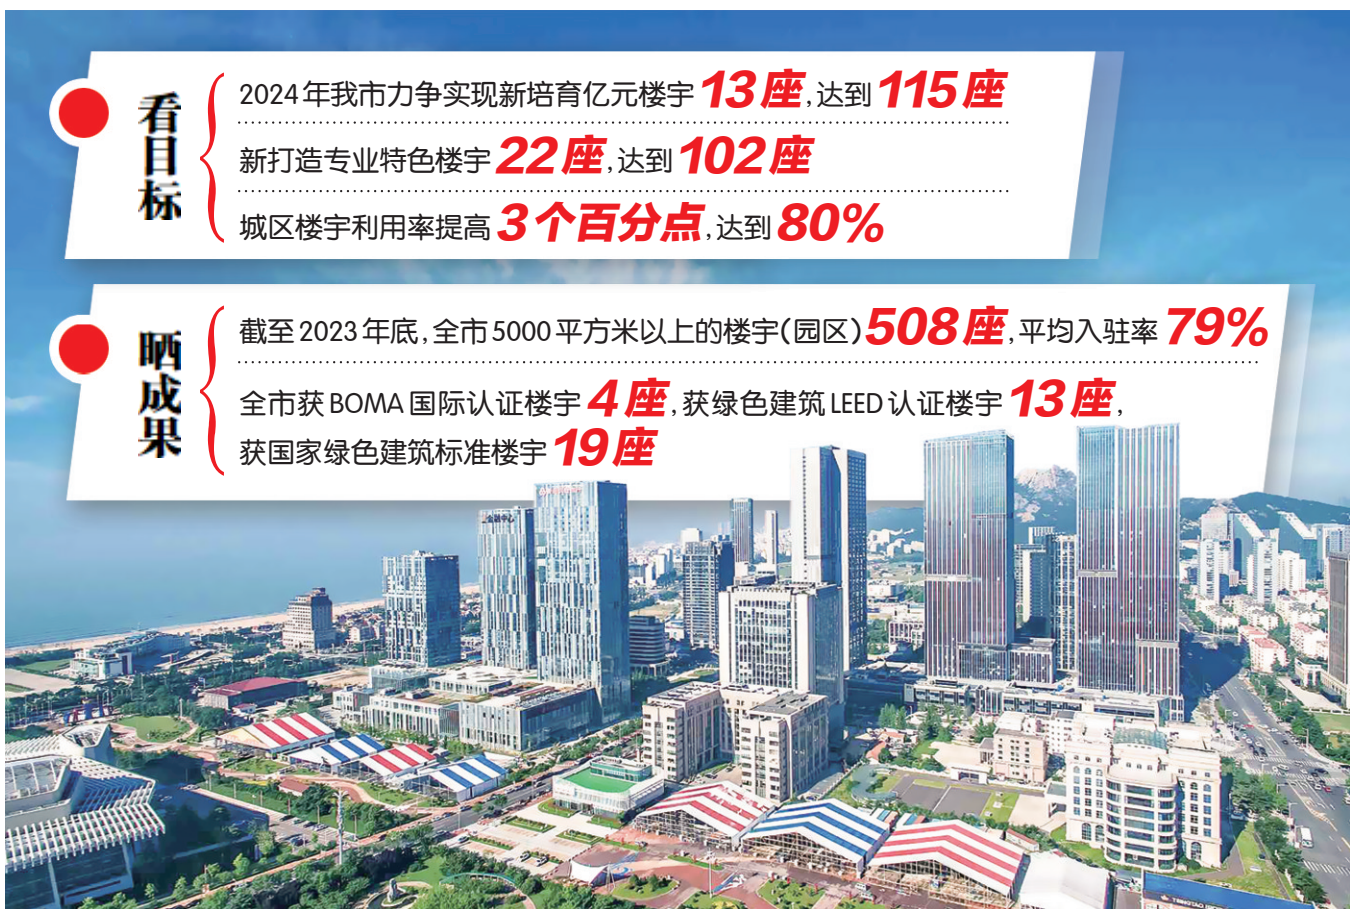 看目标
2024年我市力争实现新培育亿元楼宇13座,达到115座
新打造专业特色楼宇22座,达到102座
城区楼宇利用率提高3个百分点,达到80%
晒成果
截至2023年底,全市5000平方米以上的楼宇(园区)508座,平均入驻率79%
全市获BOMA国际认证楼宇4座,获绿色建筑LEED认证楼宇13座,
获国家绿色建筑标准楼宇19座